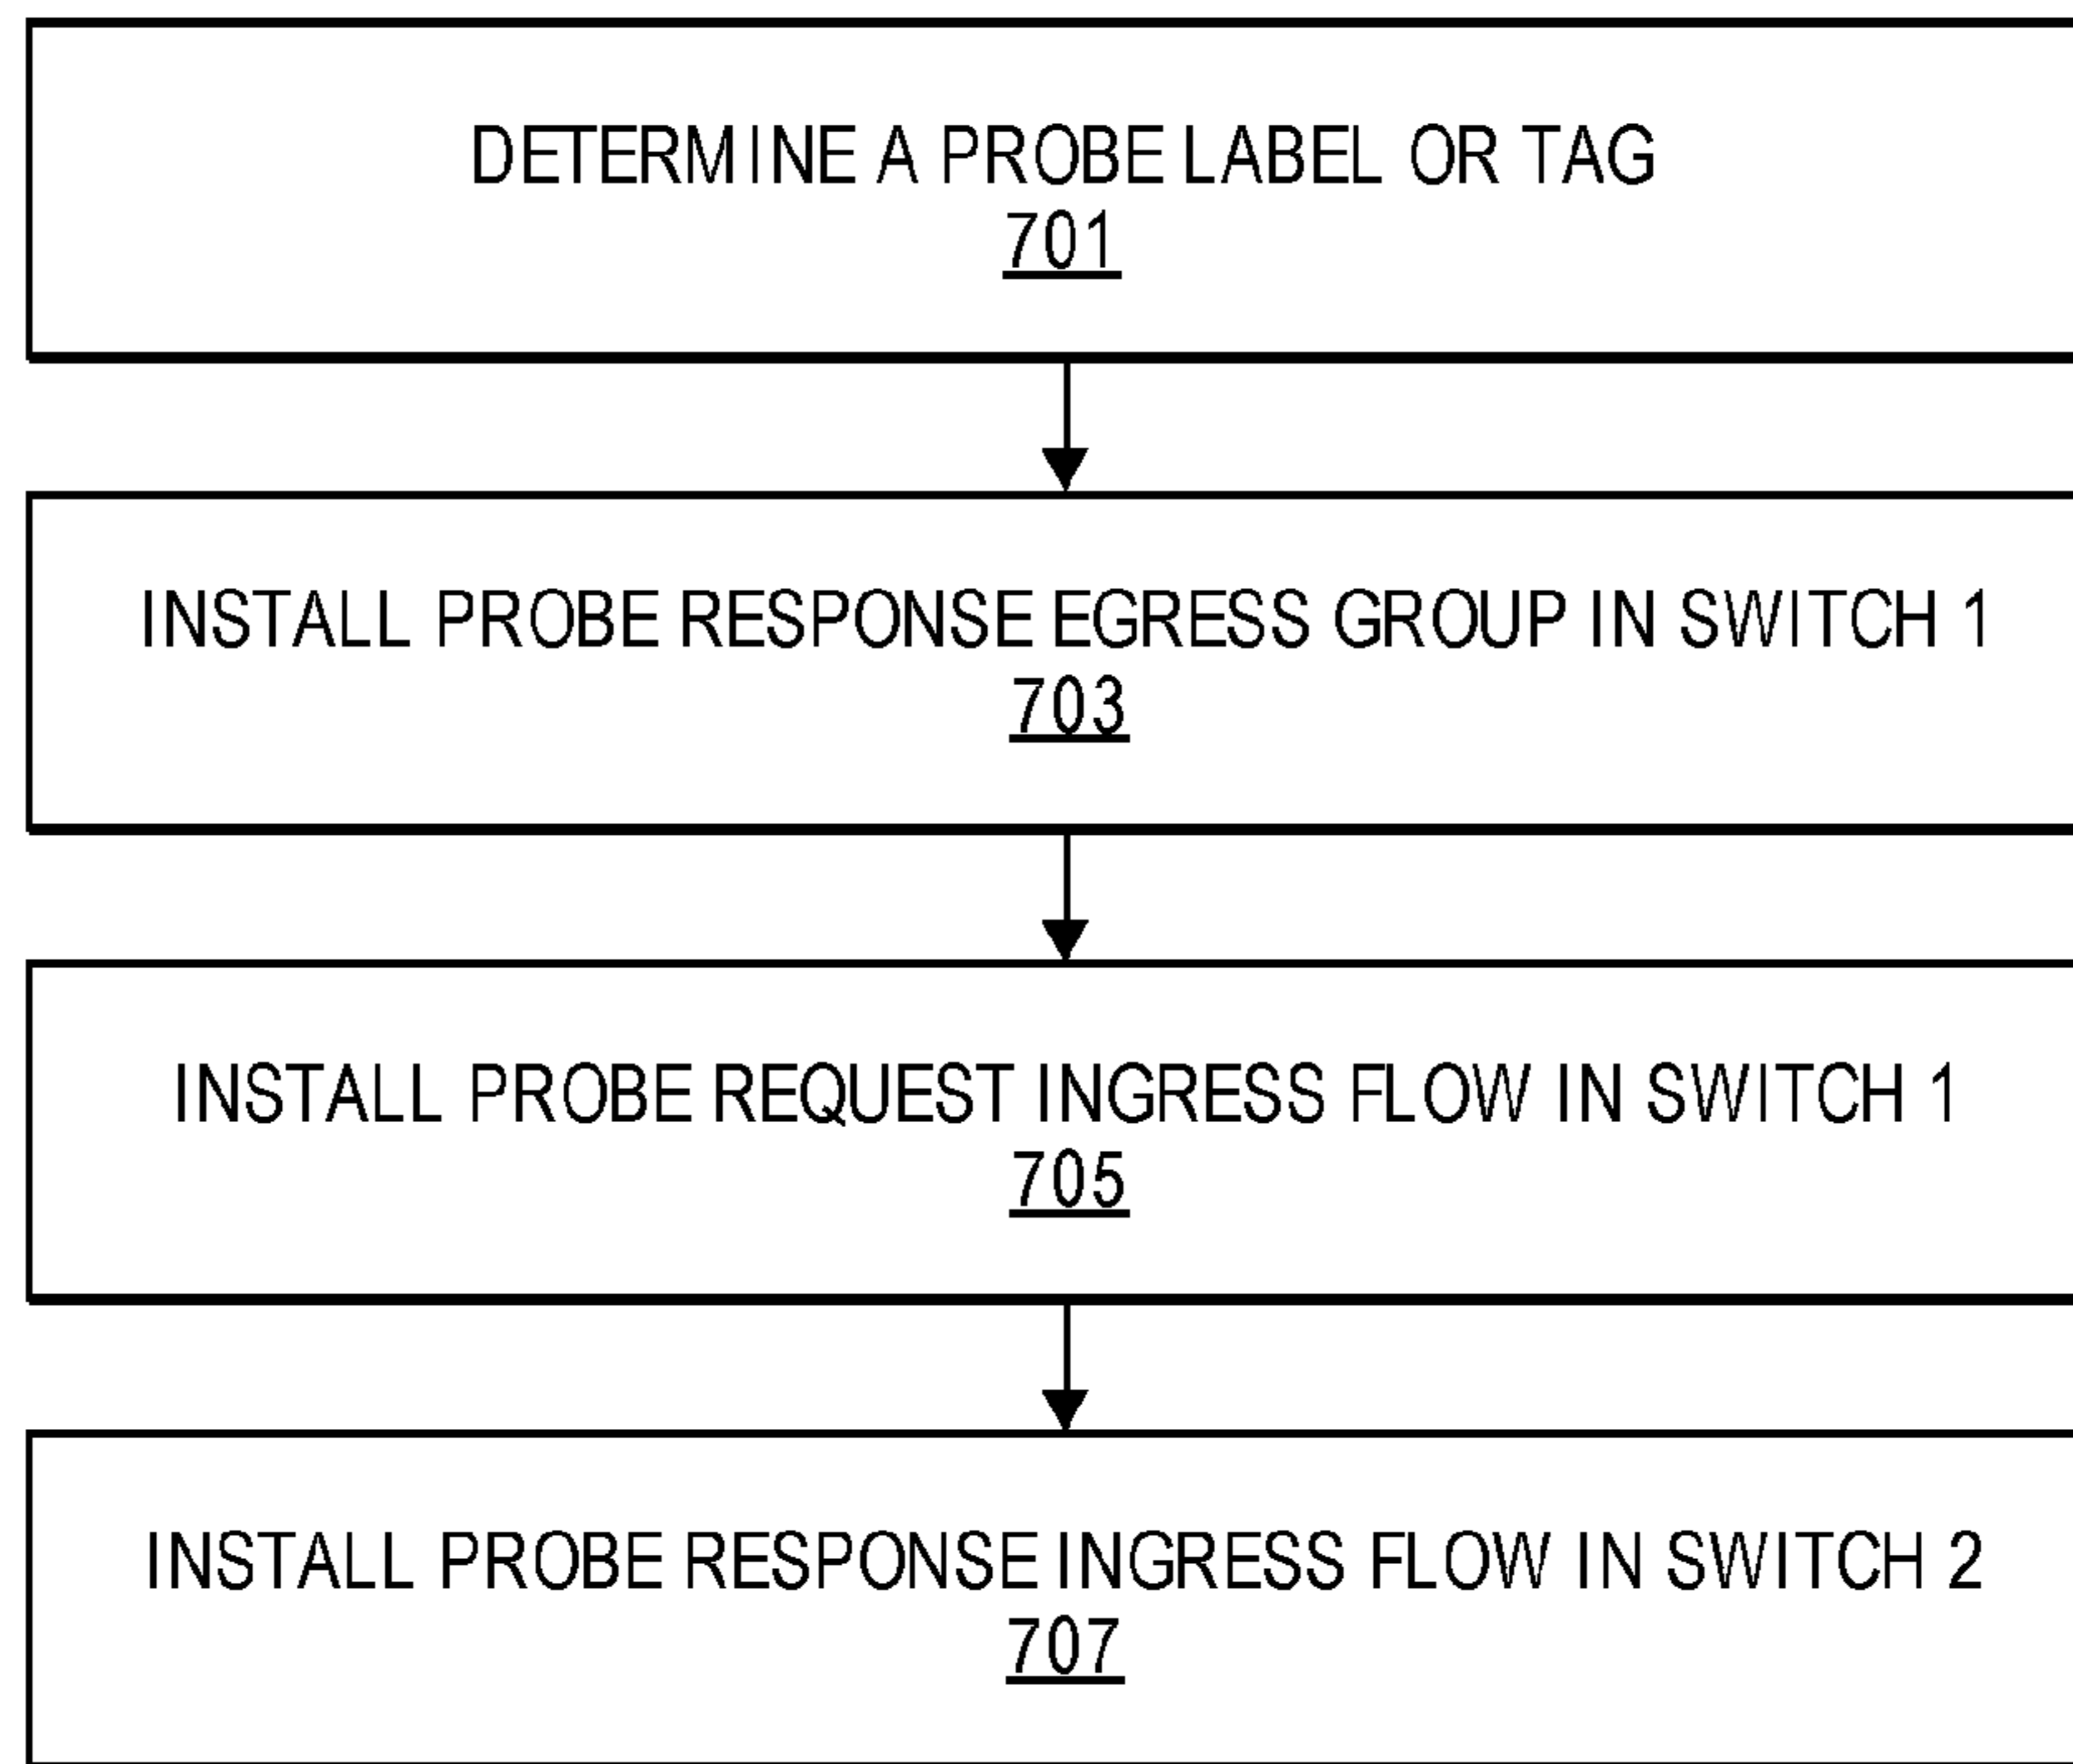 DETERMINE A PROBE LABEL OR TAG
701
INSTALL PROBE RESPONSE EGRESS GROUP IN SWITCH 1
703
INSTALL PROBE REQUEST INGRESS FLOW IN SWITCH 1
705
INSTALL PROBE RESPONSE INGRESS FLOW IN SWITCH 2
707